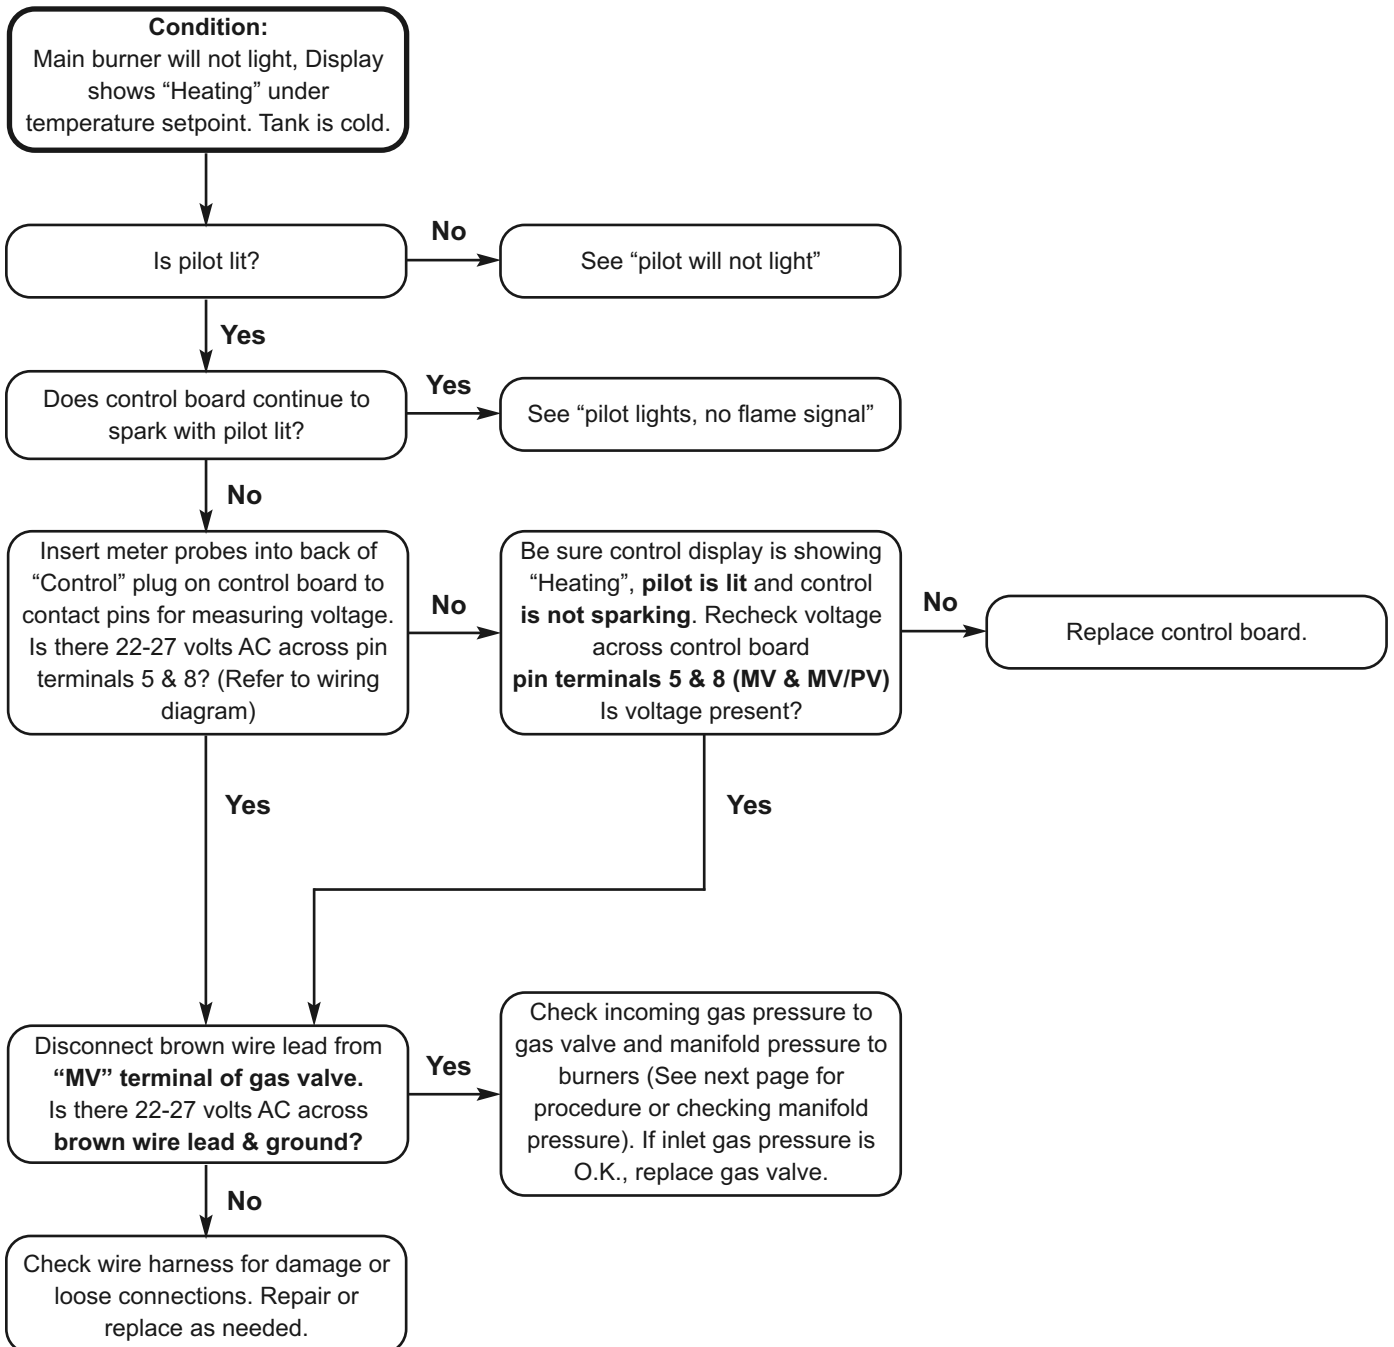 Condition:
Main burner will not light, Display
shows “Heating” under
temperature setpoint. Tank is cold.
Is pilot lit?
No
See “pilot will not light”
Yes
Does control board continue to
spark with pilot lit?
Yes
See “pilot lights, no flame signal”
No
Insert meter probes into back of
“Control” plug on control board to
contact pins for measuring voltage.
Is there 22-27 volts AC across pin
terminals 5 & 8? (Refer to wiring
diagram)
No
Be sure control display is showing
“Heating”, pilot is lit and control
is not sparking. Recheck voltage
across control board
pin terminals 5 & 8 (MV & MV/PV)
Is voltage present?
No
Replace control board.
Yes
Yes
Disconnect brown wire lead from
“MV” terminal of gas valve.
Is there 22-27 volts AC across
brown wire lead & ground?
Yes
Check incoming gas pressure to
gas valve and manifold pressure to
burners (See next page for
procedure or checking manifold
pressure). If inlet gas pressure is
O.K., replace gas valve.
No
Check wire harness for damage or
loose connections. Repair or
replace as needed.